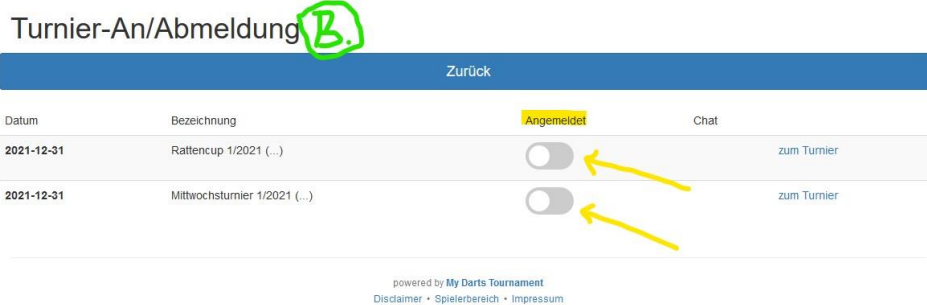 Turnier-An/Abmeldung B.
Zurück
Datum Bezeichnung Angemeldet Chat
2021-12-31 Rattencup 1/2021 (...) zum Turnier
2021-12-31 Mittwochsturnier 1/2021 (...) zum Turnier
powered by My Darts Tournament
Disclaimer • Spielerbereich • Impressum